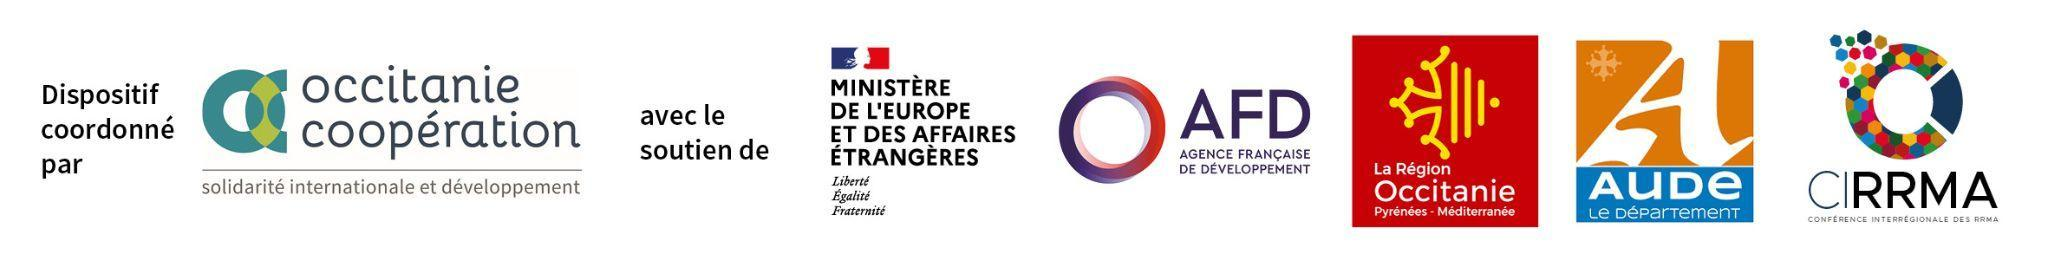 Dispositif
coordonné
par
occitanie
coopération
solidarité internationale et développement
avec le
soutien de
MINISTÈRE
DE L'EUROPE
ET DES AFFAIRES
ÉTRANGÈRES
Liberté
Égalité
Fraternité
AFD
AGENCE FRANÇAISE
DE DÉVELOPPEMENT
La Région
Occitanie
Pyrénées - Méditerranée
AUDe
Le DÉPARTEMENT
CIRRMA
CONFÉRENCE INTERRÉGIONALE DES RRMA